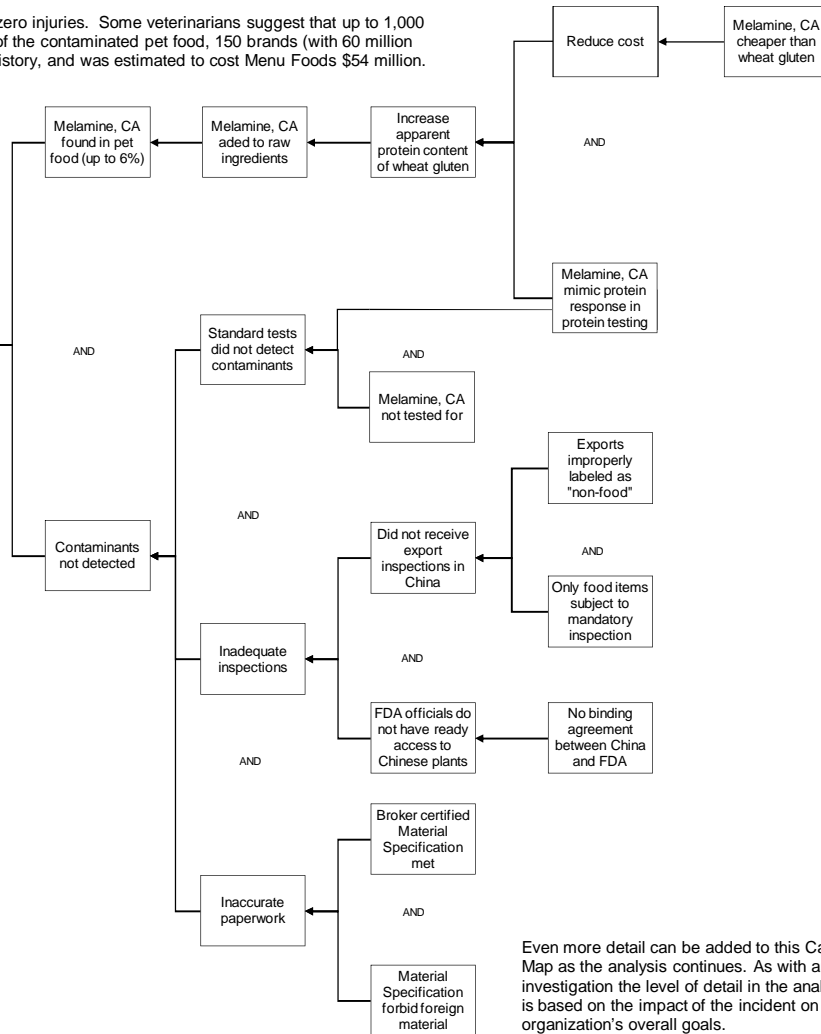 zero injuries.  Some veterinarians suggest that up to 1,000
of the contaminated pet food, 150 brands (with 60 million
istory, and was estimated to cost Menu Foods $54 million.
Reduce cost
Melamine, CA
cheaper than
wheat gluten
Melamine, CA
found in pet
food (up to 6%)
Melamine, CA
aded to raw
ingredients
Increase
apparent
protein content
of wheat gluten
AND
Melamine, CA
mimic protein
response in
protein testing
AND
Standard tests
did not detect
contaminants
AND
Melamine, CA
not tested for
Exports
improperly
labeled as
"non-food"
AND
Contaminants
not detected
Did not receive
export
inspections in
China
AND
Only food items
subject to
mandatory
inspection
Inadequate
inspections
AND
FDA officials do
not have ready
access to
Chinese plants
No binding
agreement
between China
and FDA
AND
Broker certified
Material
Specification
met
Inaccurate
paperwork
AND
Material
Specification
forbid foreign
material
Even more detail can be added to this Ca
Map as the analysis continues. As with a
investigation the level of detail in the anal
is based on the impact of the incident on
organization's overall goals.